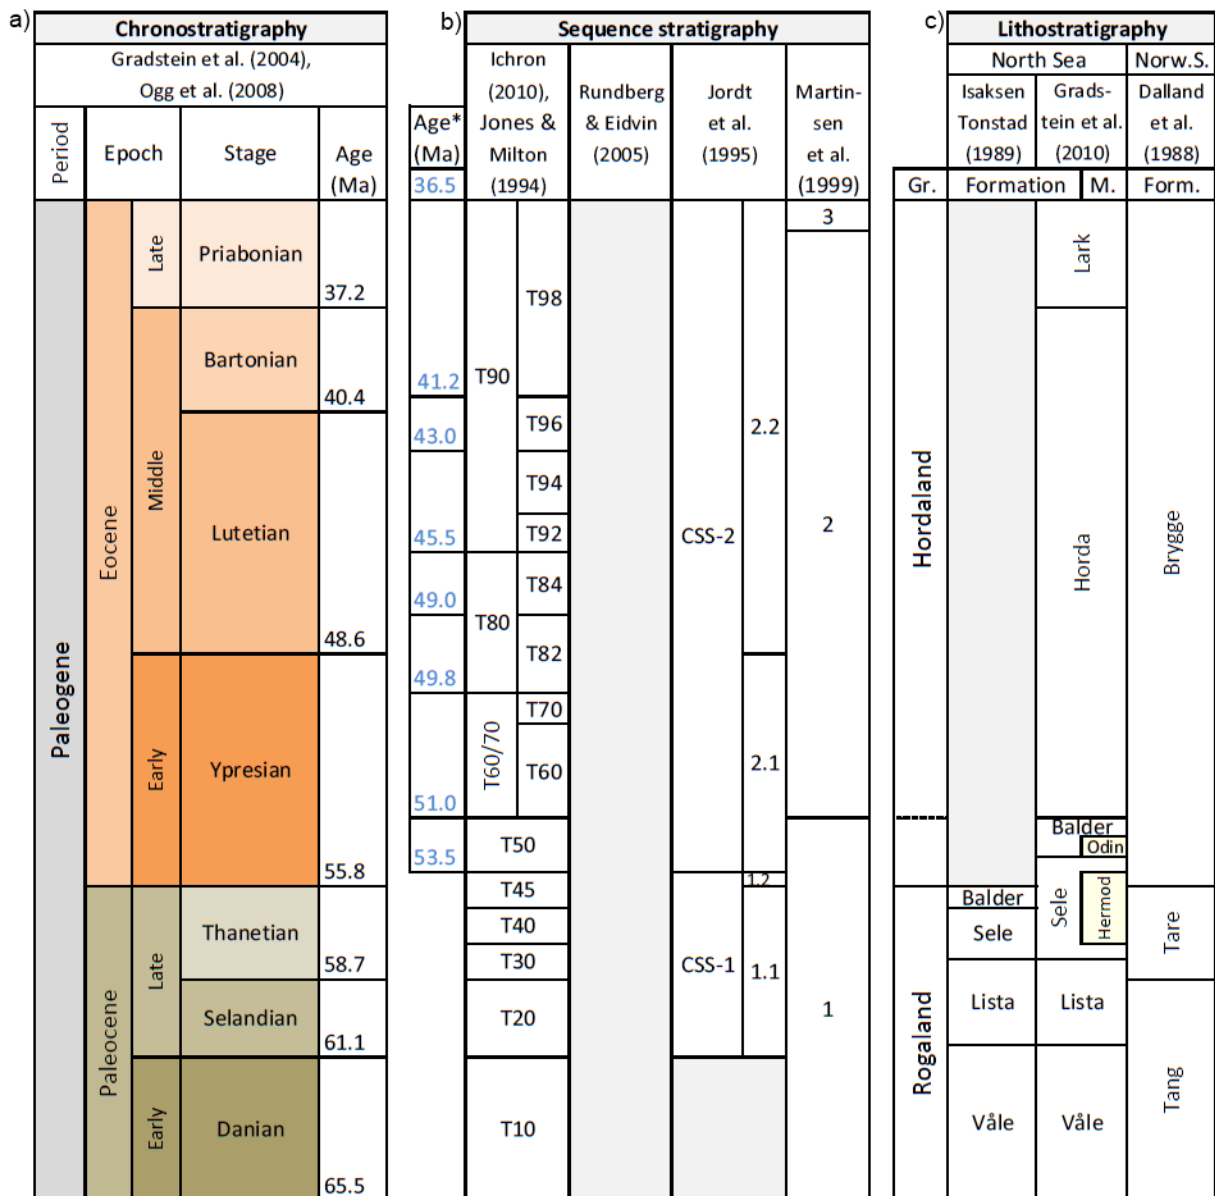 a)
Chronostratigraphy
Gradstein et al. (2004),
Ogg et al. (2008)
Period
Epoch
Stage
Age
(Ma)
Paleogene
Eocene
Late
Priabonian
37.2
Middle
Bartonian
40.4
Lutetian
48.6
Early
Ypresian
55.8
Paleocene
Late
Thanetian
58.7
Selandian
61.1
Early
Danian
65.5
b)
Sequence stratigraphy
Age*
(Ma)
36.5
41.2
43.0
45.5
49.0
49.8
51.0
53.5
Ichron
(2010),
Jones &
Milton
(1994)
T90
T98
T96
T94
T92
T80
T84
T82
T60/70
T70
T60
T50
T45
T40
T30
T20
T10
Rundberg
& Eidvin
(2005)
Jordt
et al.
(1995)
CSS-2
2.2
2.1
1.2
CSS-1
1.1
Martin-
sen
et al.
(1999)
3
2
1
c)
Lithostratigraphy
North Sea
Norw.S.
Isaksen
Tonstad
(1989)
Grads-
tein et al.
(2010)
Dalland
et al.
(1988)
Gr.
Formation
M.
Form.
Hordaland
Rogaland
Balder
Sele
Lista
Våle
Lark
Horda
Balder
Odin
Sele
Hermod
Lista
Våle
Brygge
Tare
Tang